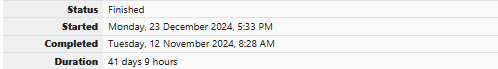 Status Finished
Started Monday, 23 December 2024, 5:33 PM
Completed Tuesday, 12 November 2024, 8:28 AM
Duration 41 days 9 hours